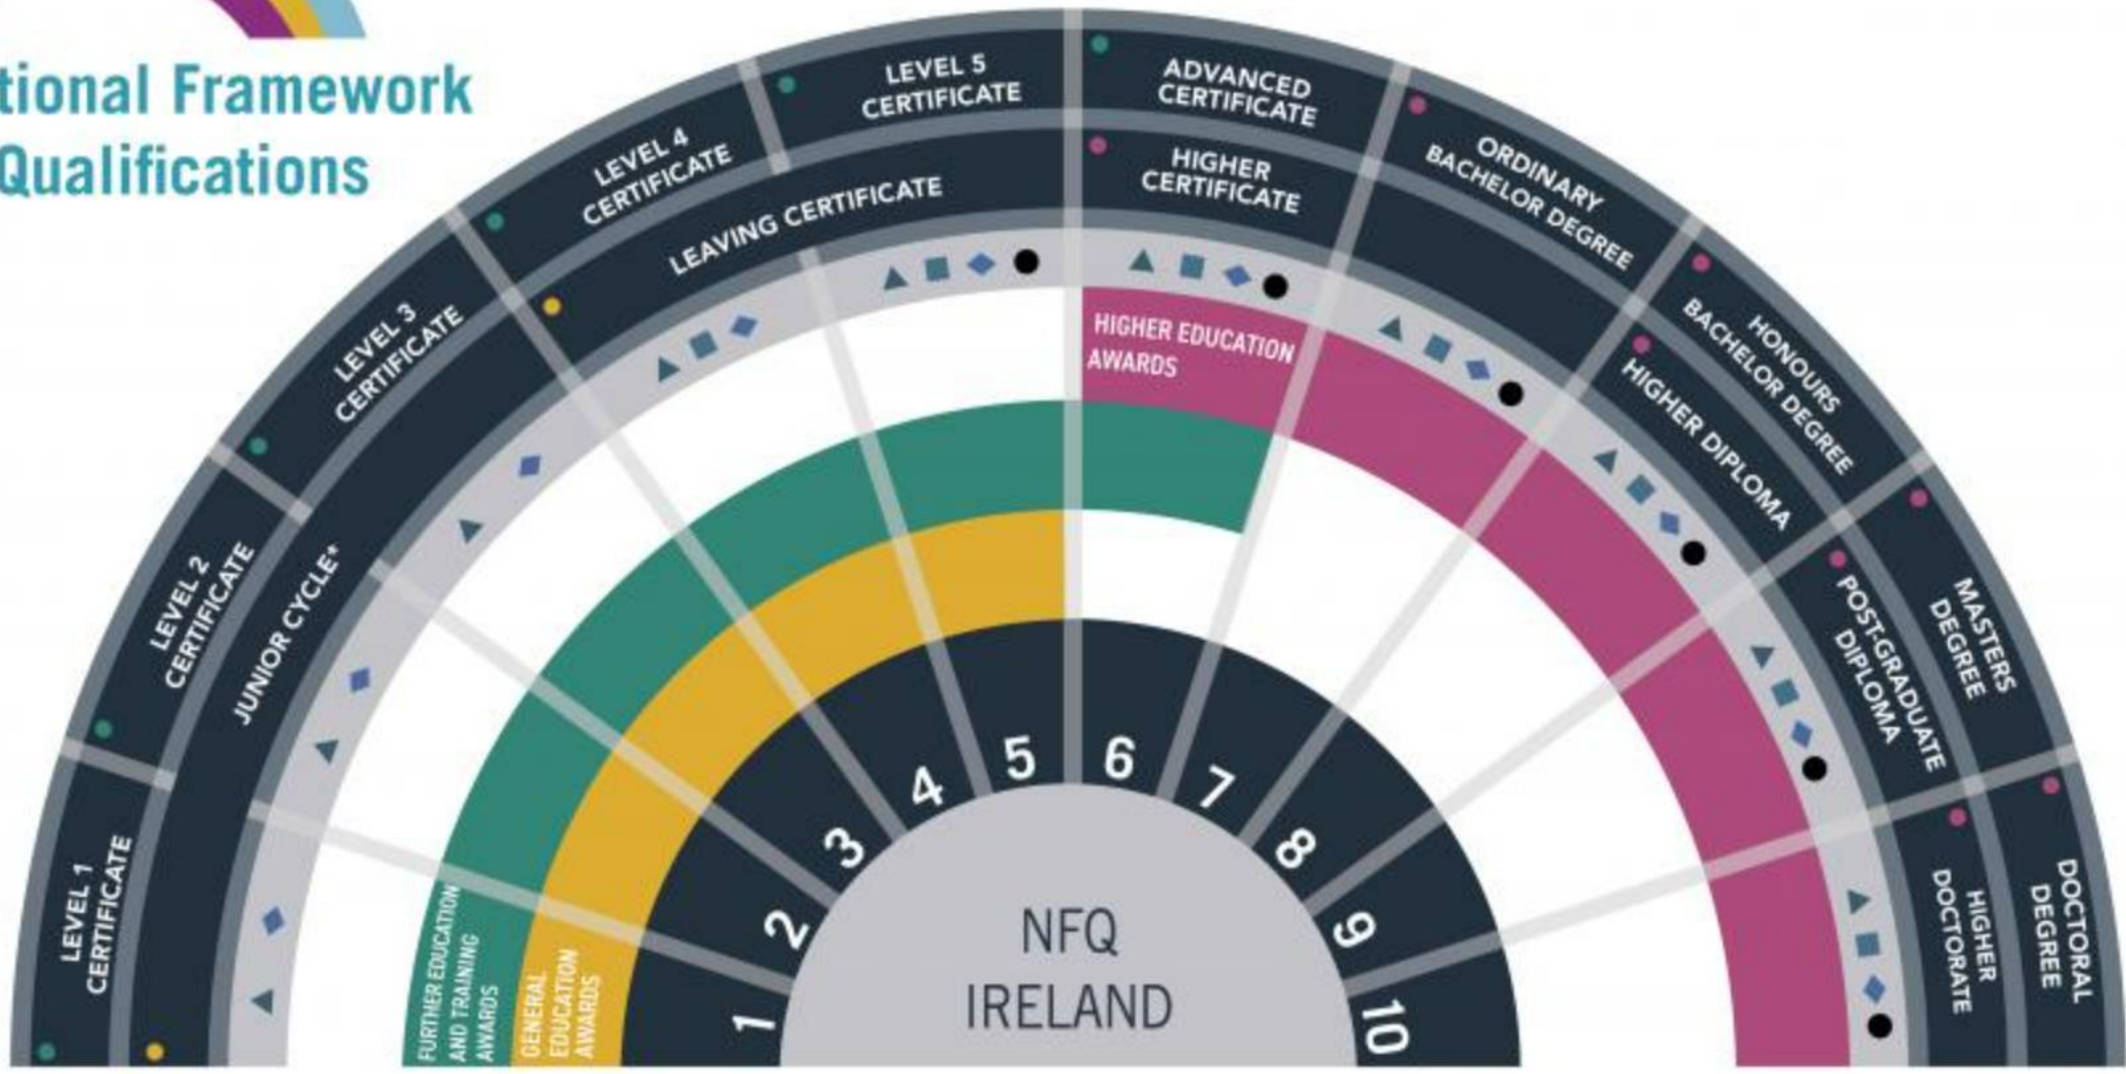 tional Framework
Qualifications
LEVEL 1
CERTIFICATE
LEVEL 2
CERTIFICATE
LEVEL 3
CERTIFICATE
LEVEL 4
CERTIFICATE
LEVEL 5
CERTIFICATE
ADVANCED
CERTIFICATE
ORDINARY
BACHELOR DEGREE
HONOURS
BACHELOR DEGREE
MASTERS
DEGREE
DOCTORAL
DEGREE
JUNIOR CYCLE*
LEAVING CERTIFICATE
HIGHER
CERTIFICATE
HIGHER DIPLOMA
POST-GRADUATE
DIPLOMA
HIGHER
DOCTORATE
HIGHER EDUCATION
AWARDS
FURTHER EDUCATION
AND TRAINING
AWARDS
GENERAL
EDUCATION
AWARDS
1
2
3
4
5
6
7
8
9
10
NFQ
IRELAND